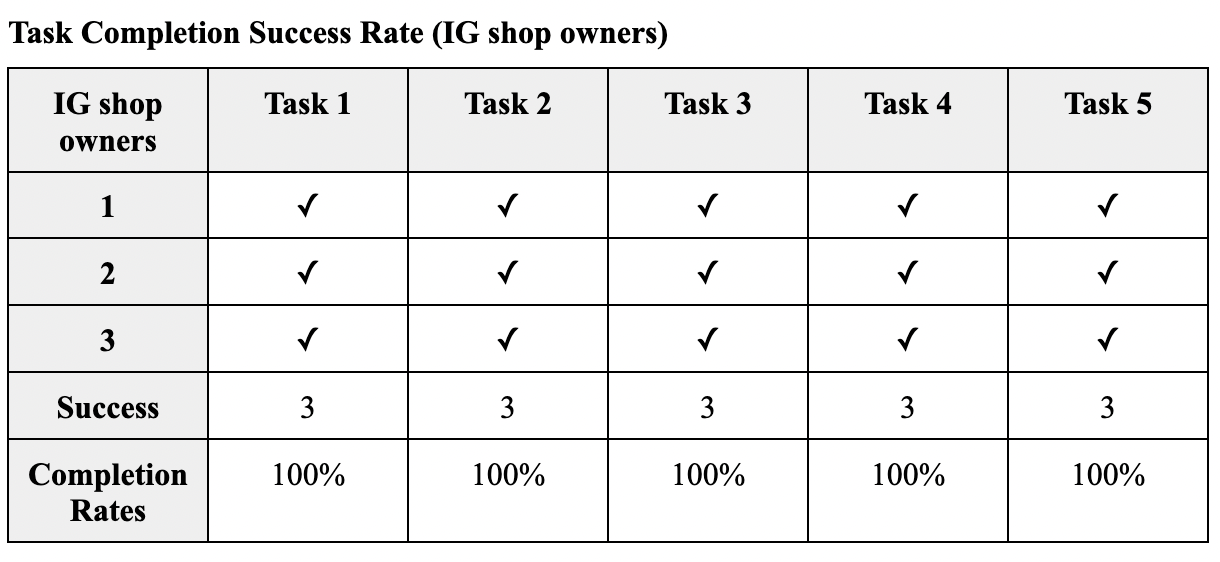 Task Completion Success Rate (IG shop owners)
IG shop owners Task 1 Task 2 Task 3 Task 4 Task 5
1 ✓ ✓ ✓ ✓ ✓
2 ✓ ✓ ✓ ✓ ✓
3 ✓ ✓ ✓ ✓ ✓
Success 3 3 3 3 3
Completion Rates 100% 100% 100% 100% 100%